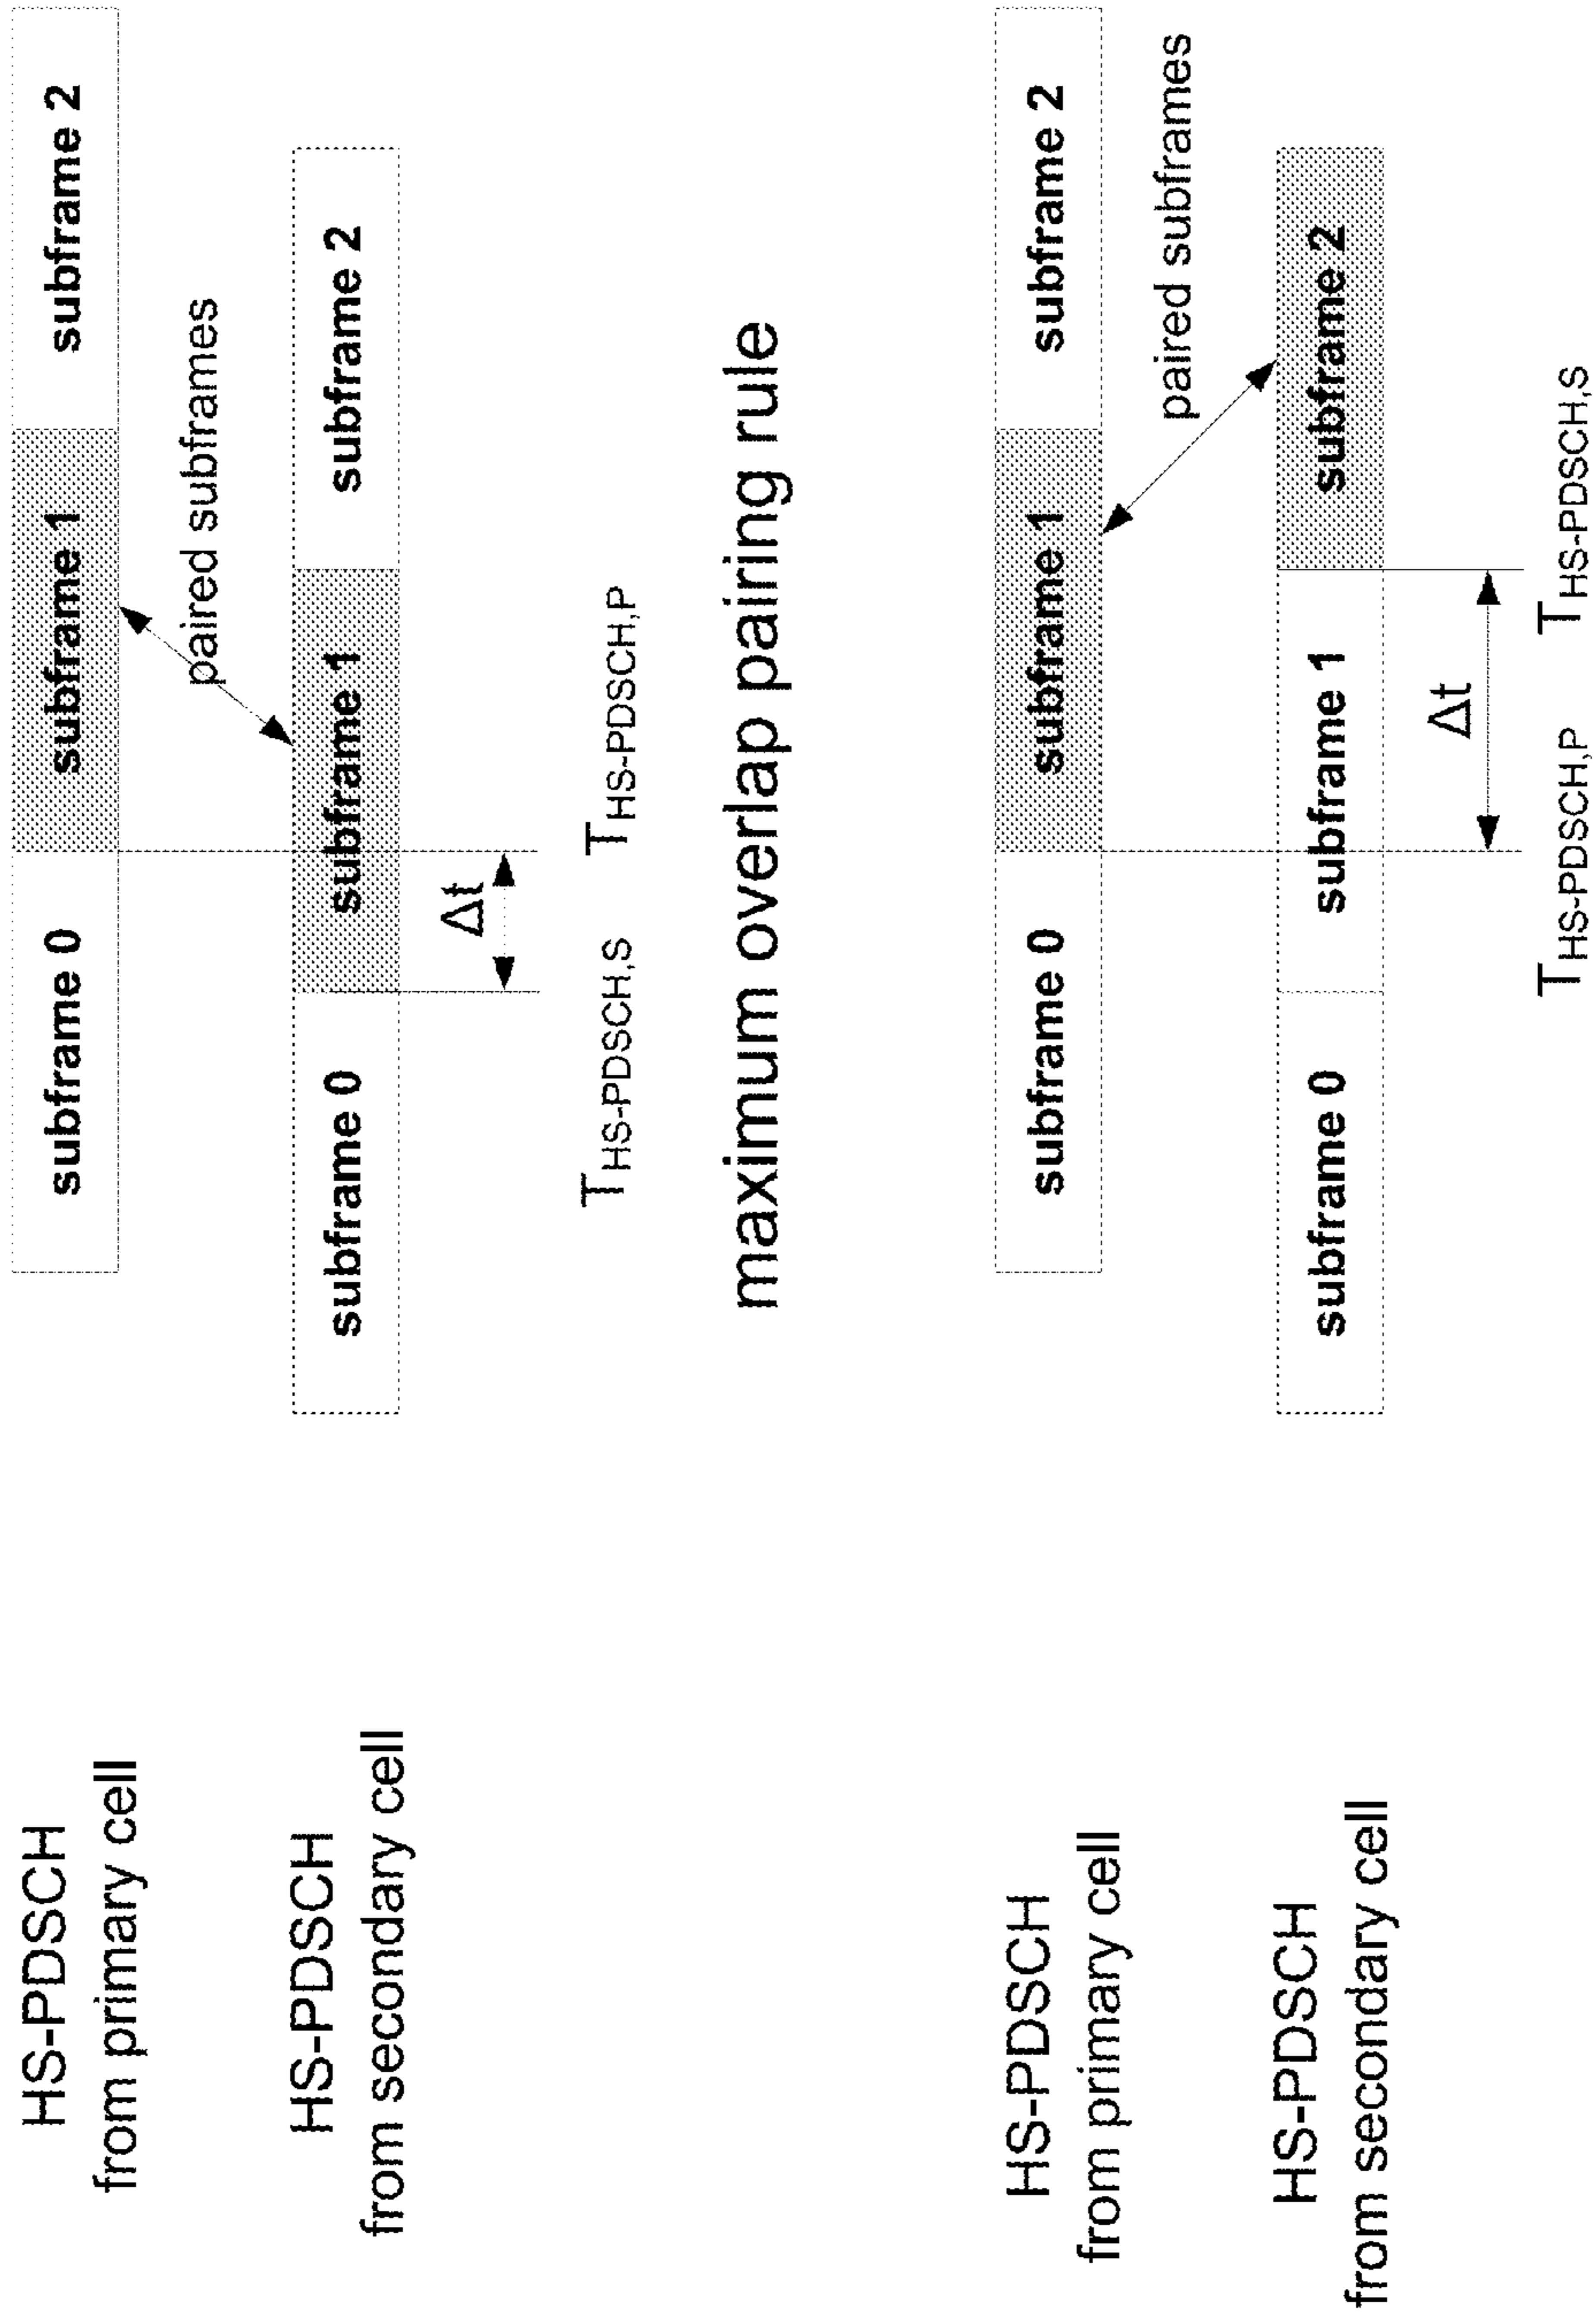 HS-PDSCH
from primary cell
subframe 0
subframe 1
subframe 2
paired subframes
HS-PDSCH
from secondary cell
subframe 0
subframe 1
subframe 2
Δt
THS-PDSCH,S
THS-PDSCH,P
maximum overlap pairing rule
HS-PDSCH
from primary cell
subframe 0
subframe 1
subframe 2
paired subframes
HS-PDSCH
from secondary cell
subframe 0
subframe 1
subframe 2
Δt
THS-PDSCH,P
THS-PDSCH,S